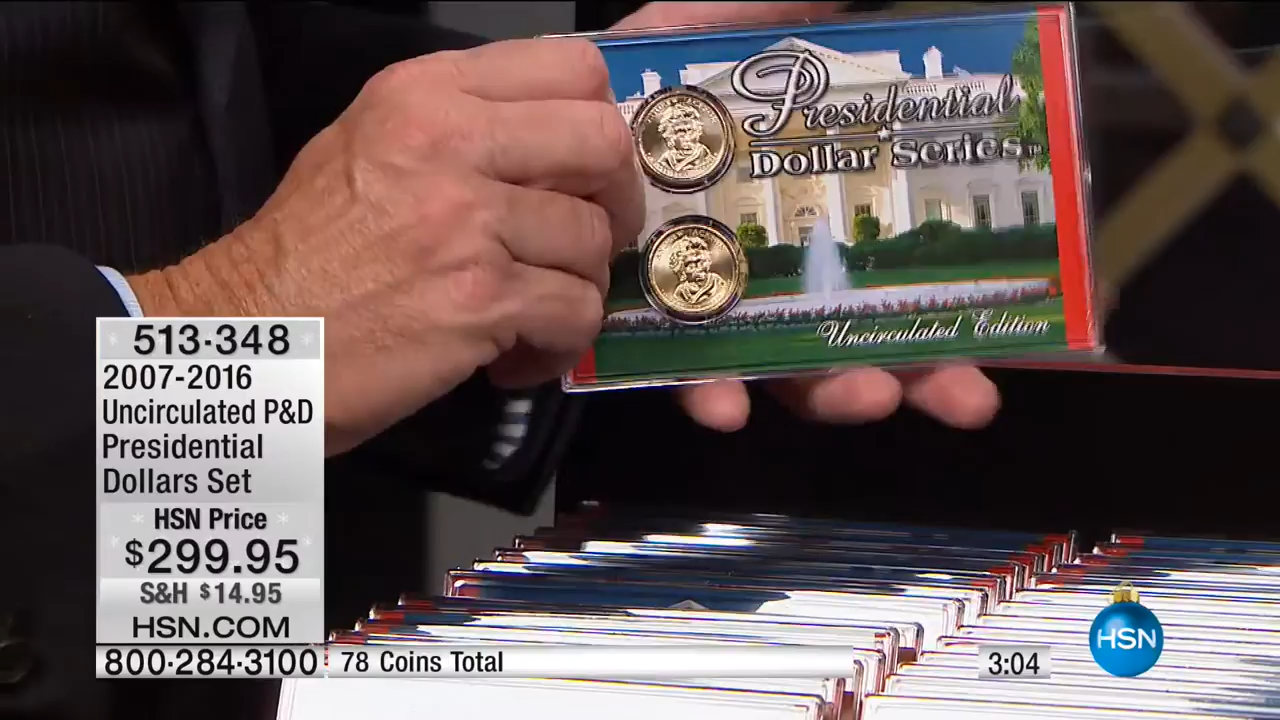 Presidential
Dollar Series™
Uncirculated Edition
513-348
2007-2016
Uncirculated P&D
Presidential
Dollars Set
HSN Price
$299.95
S&H $14.95
HSN.COM
800·284·3100
78 Coins Total
3:04
HSN